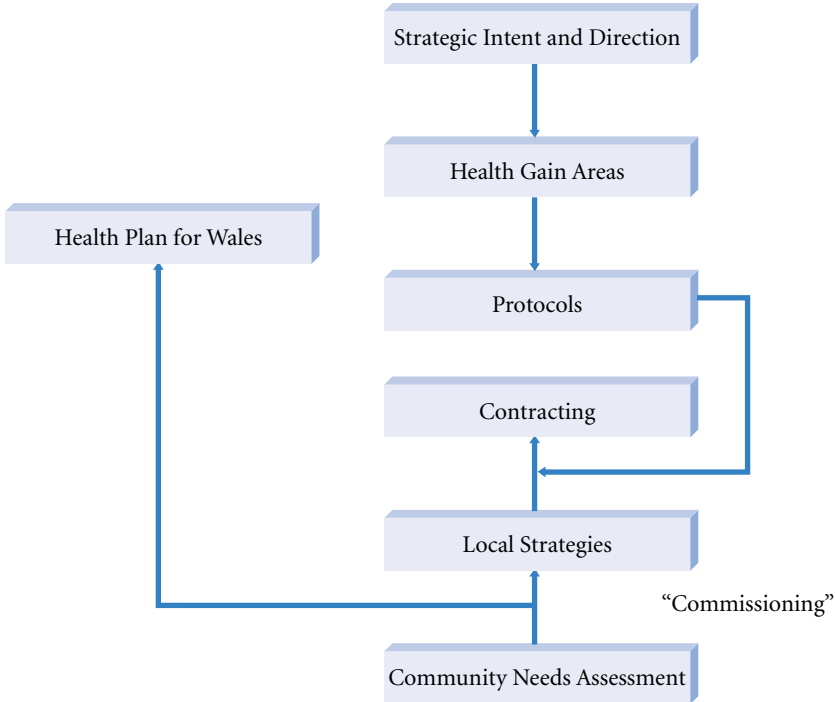 Strategic Intent and Direction
Health Gain Areas
Health Plan for Wales
Protocols
Contracting
Local Strategies
“Commissioning”
Community Needs Assessment